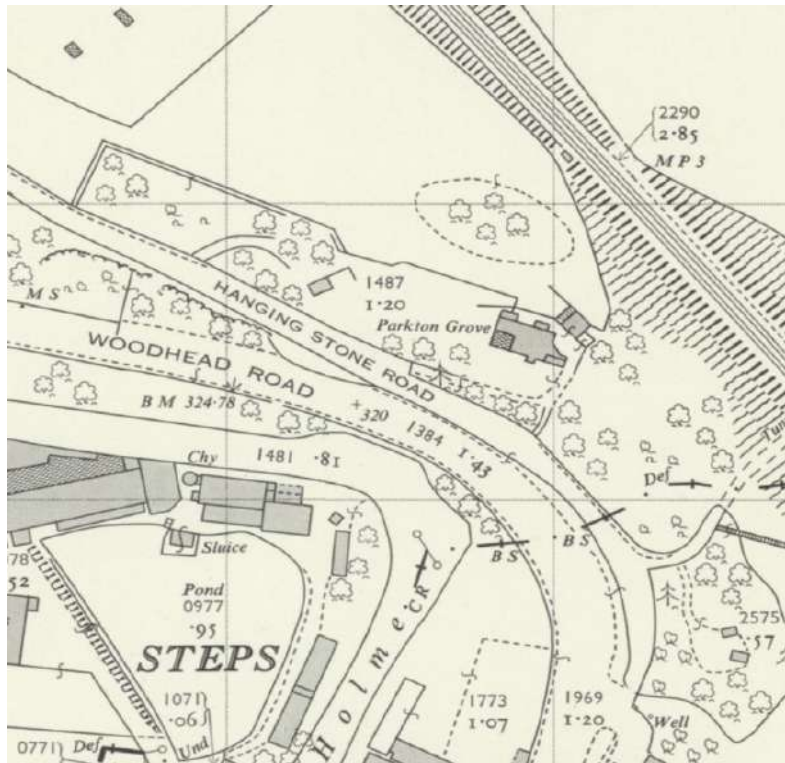 2290
2·85
M P 3
1487
1·20
M S
HANGING STONE ROAD
Parkton Grove
WOODHEAD ROAD
B M 324·78
320
1384
1·43
Chy
1481
·81
Def
Tun
Sluice
B S
B S
78
52
Pond
0977
·95
C R
2575
·57
STEPS
Holme
1071
·06
1773
1·07
1969
1·20
Well
0771
Def
Und